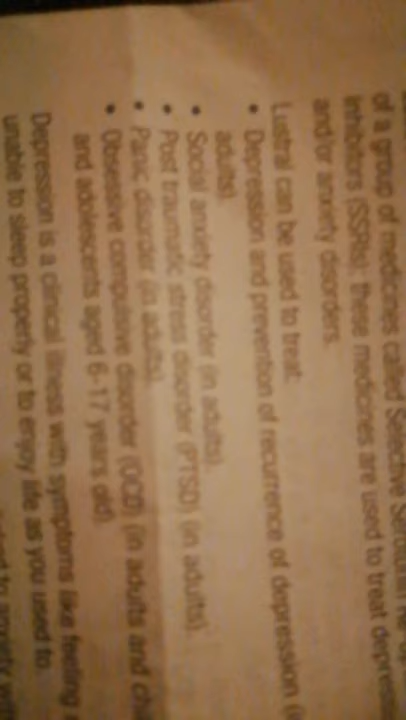 of a group of medicines called Selective Serotonin
inhibitors (SSRIs); these medicines are used to treat
and/or anxiety disorders.
Lustral can be used to treat:
• Depression and prevention of recurrence of depression
adults).
• Social anxiety disorder (in adults).
• Post traumatic stress disorder (PTSD) (in adults).
• Panic disorder (in adults).
• Obsessive compulsive disorder (OCD) (in adults and
and adolescents aged 6-17 years old).
Depression is a clinical illness with symptoms like feeling
unable to sleep properly or to enjoy life as you used to.